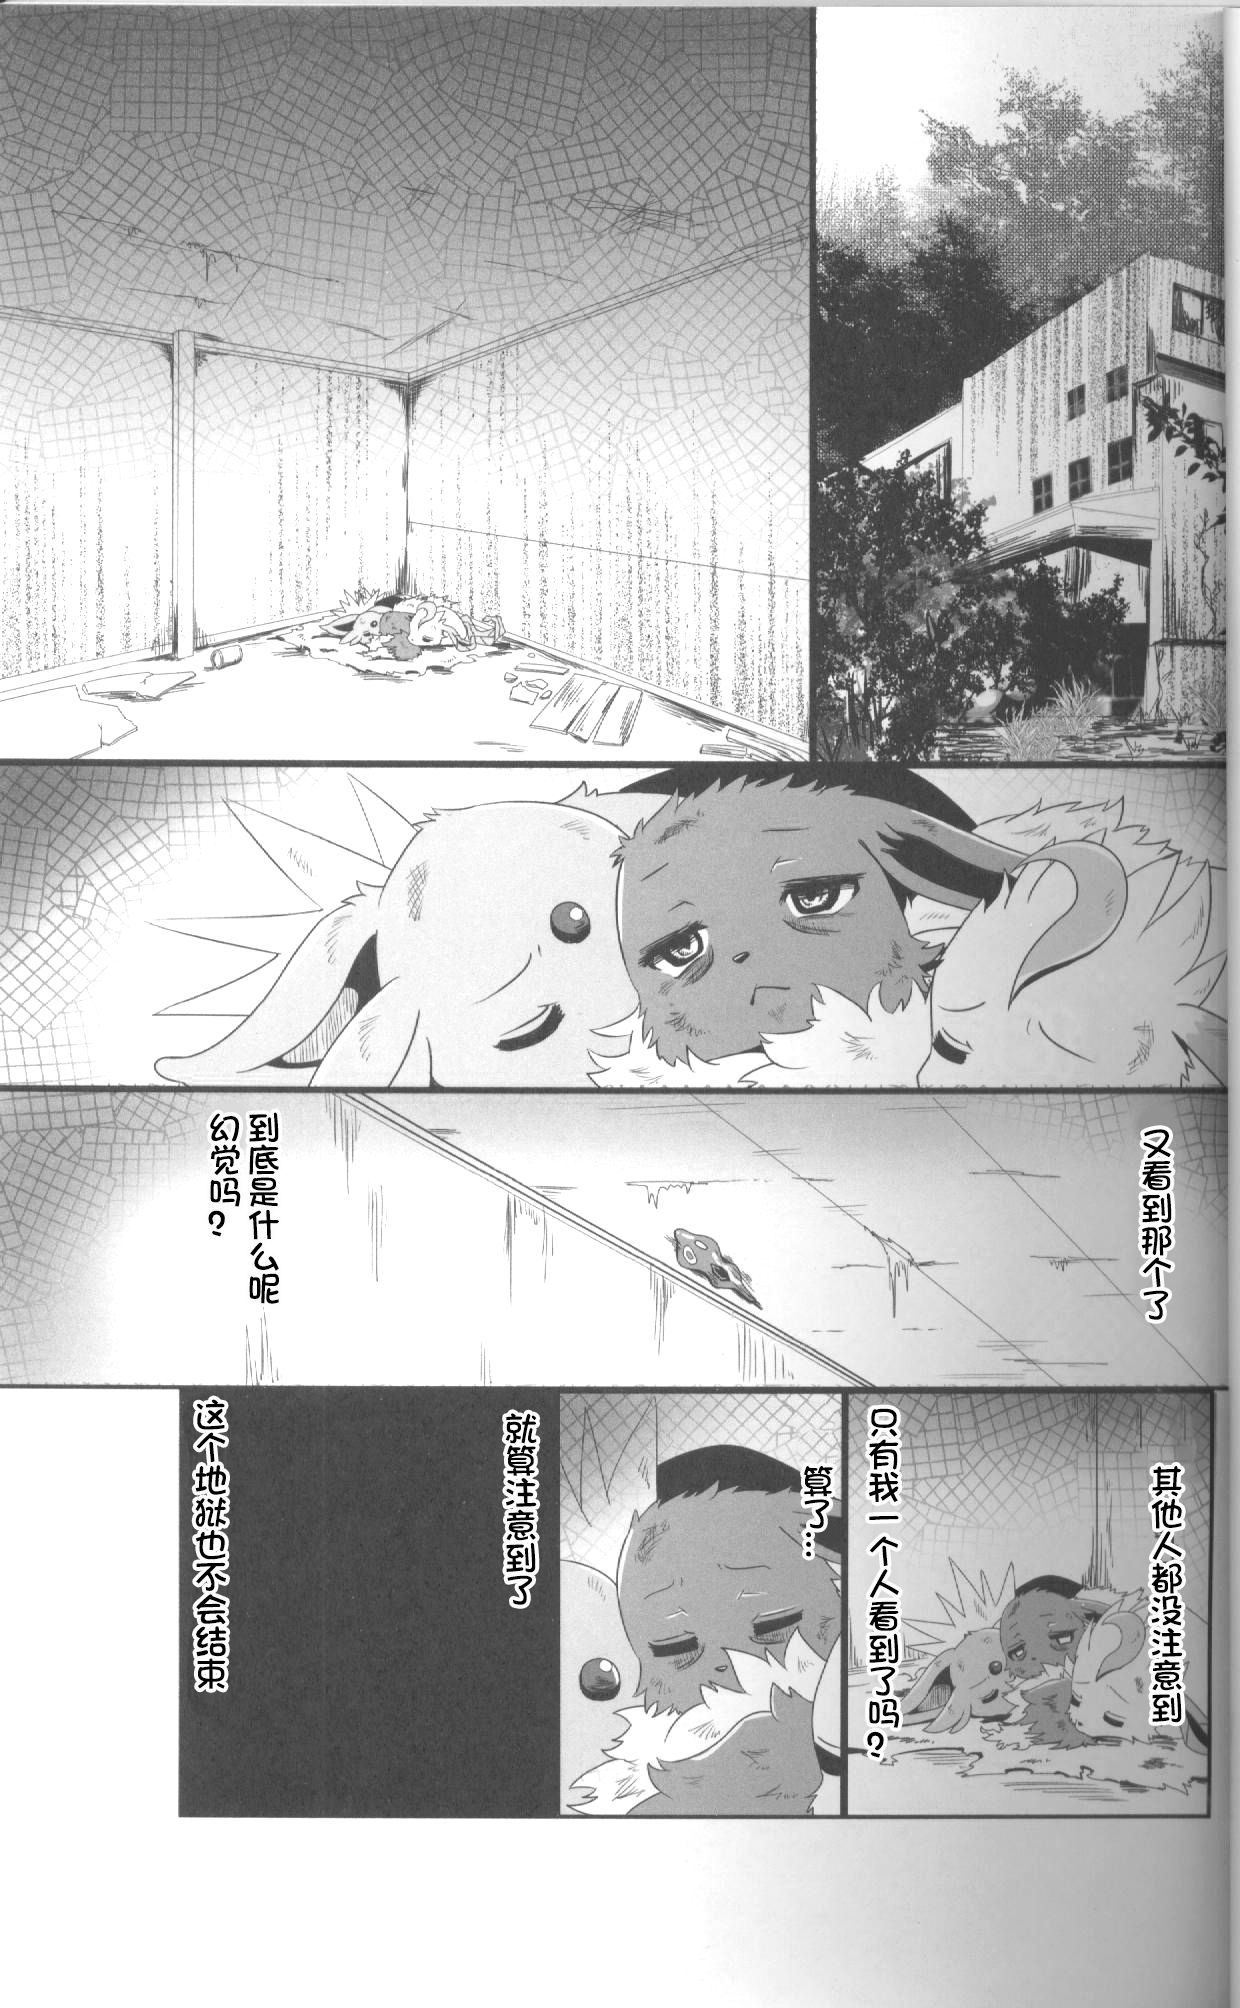 又看到那个了
到底是什么呢
幻觉吗？
其他人都没注意到
只有我一个人看到了吗？
算了…
就算注意到了
这个地狱也不会结束